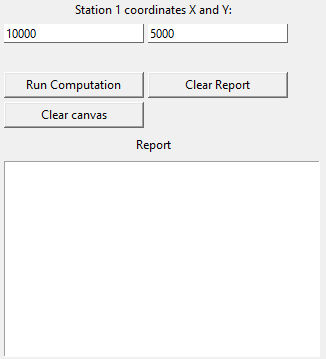 Station 1 coordinates X and Y:
10000 5000
Run Computation Clear Report
Clear canvas
Report